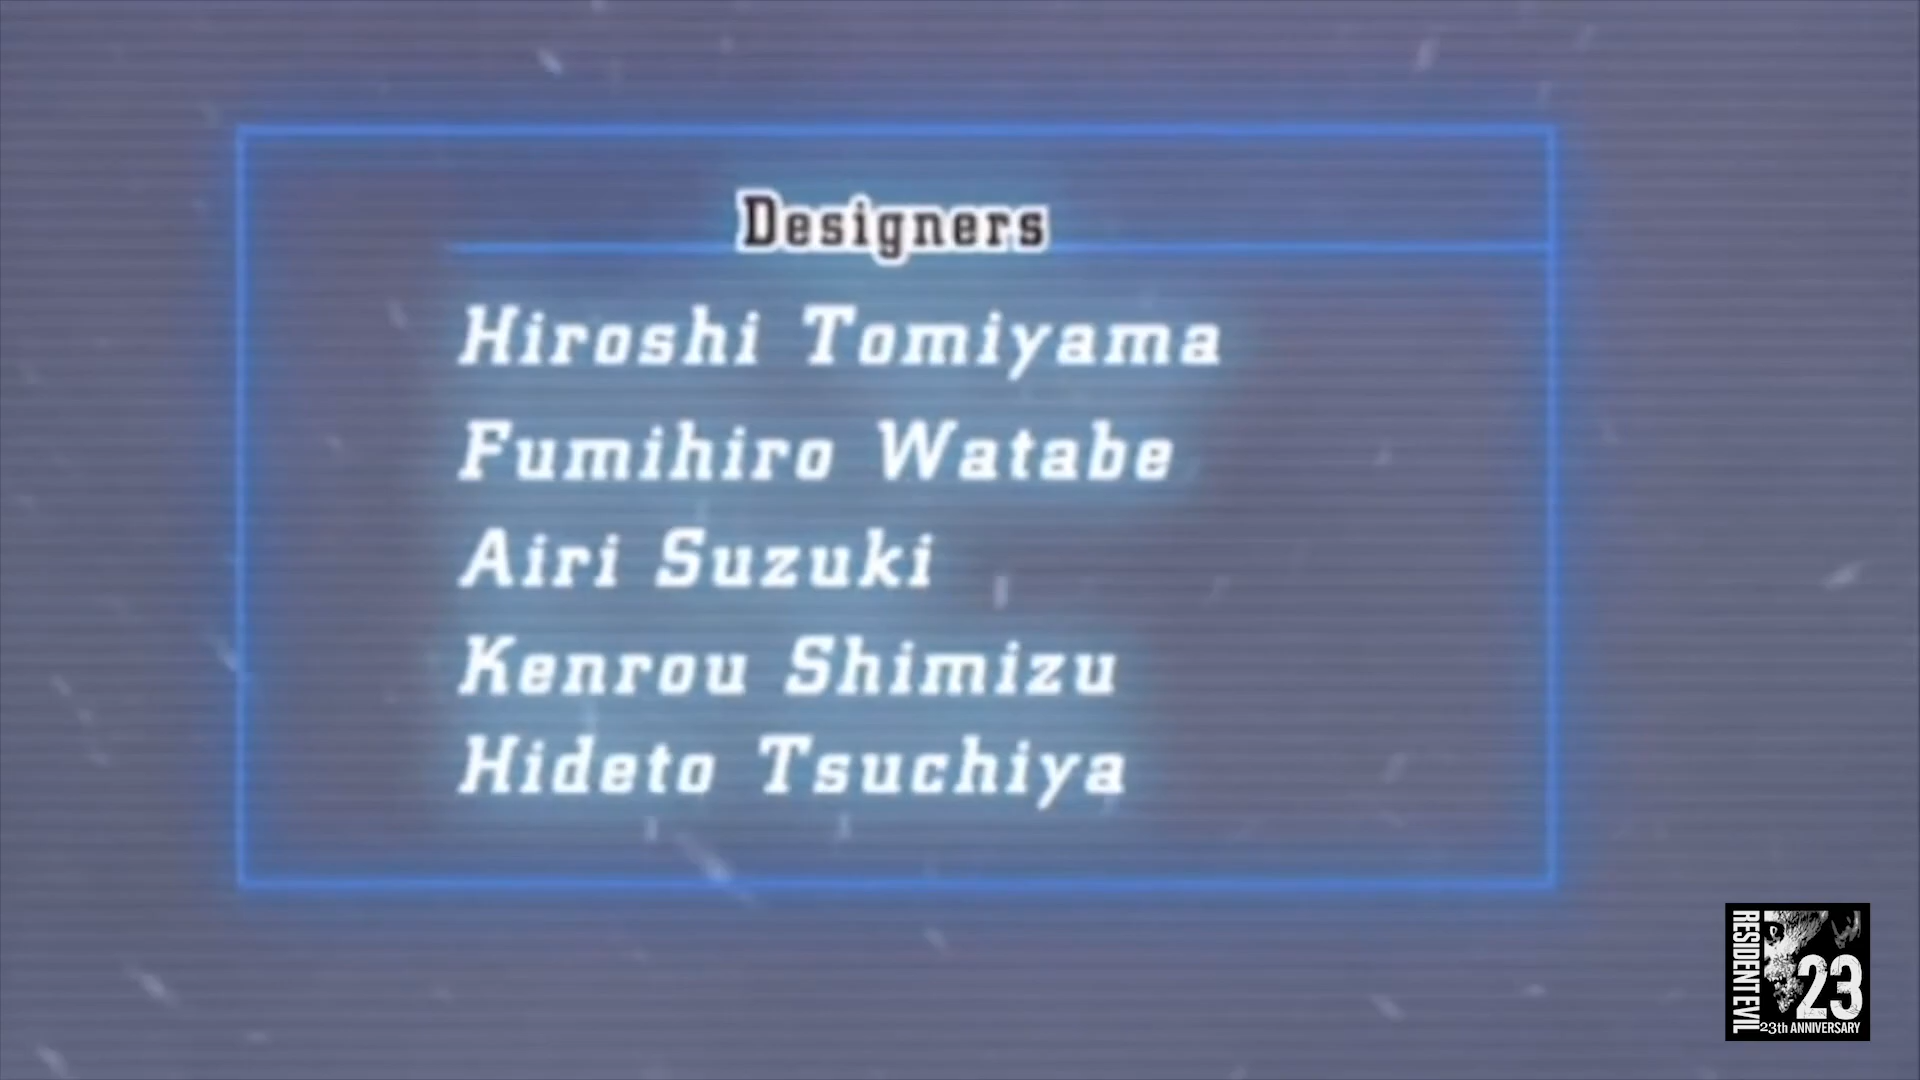 Designers
Hiroshi Tomiyama
Fumihiro Watabe
Airi Suzuki
Kenrou Shimizu
Hideto Tsuchiya
RESIDENT EVIL
23
23th ANNIVERSARY